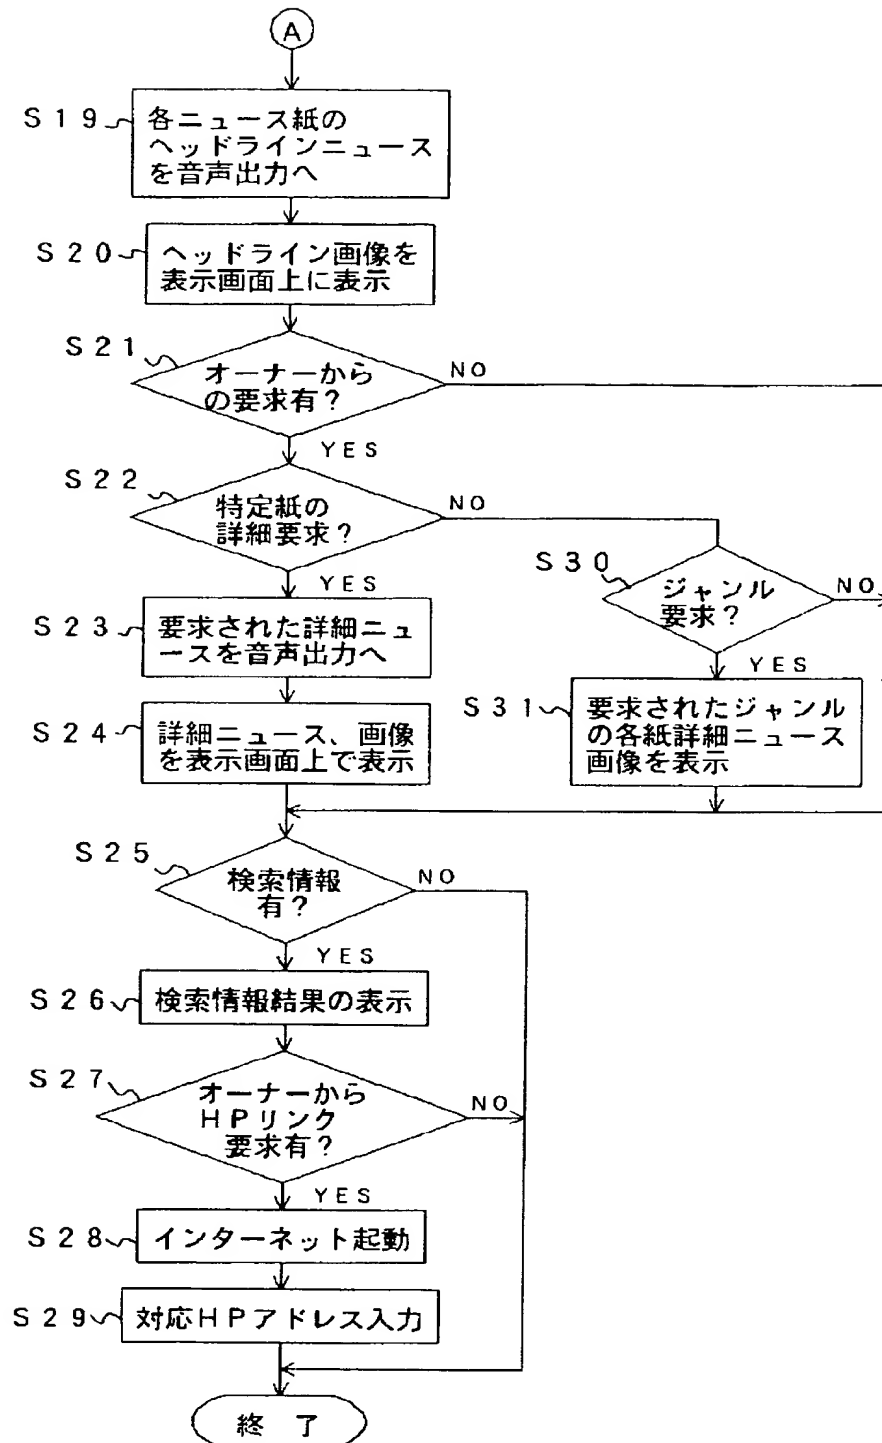 A
S19
各ニュース紙の
ヘッドラインニュース
を音声出力へ
S20
ヘッドライン画像を
表示画面上に表示
S21
オーナーから
の要求有?
NO
YES
S22
特定紙の
詳細要求?
NO
YES
S30
ジャンル
要求?
NO
YES
S23
要求された詳細ニュ
ースを音声出力へ
S31
要求されたジャンル
の各紙詳細ニュース
画像を表示
S24
詳細ニュース、画像
を表示画面上で表示
S25
検索情報
有?
NO
YES
S26
検索情報結果の表示
S27
オーナーから
HPリンク
要求有?
NO
YES
S28
インターネット起動
S29
対応HPアドレス入力
終 了